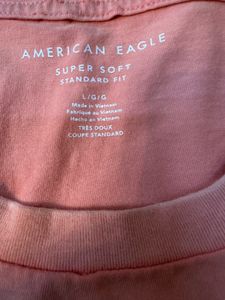 AMERICAN EAGLE
SUPER SOFT
STANDARD FIT
L/G/G
Made in Vietnam
Fabriqué au Vietnam
Hecho en Vietnam
TRÈS DOUX
COUPE STANDARD